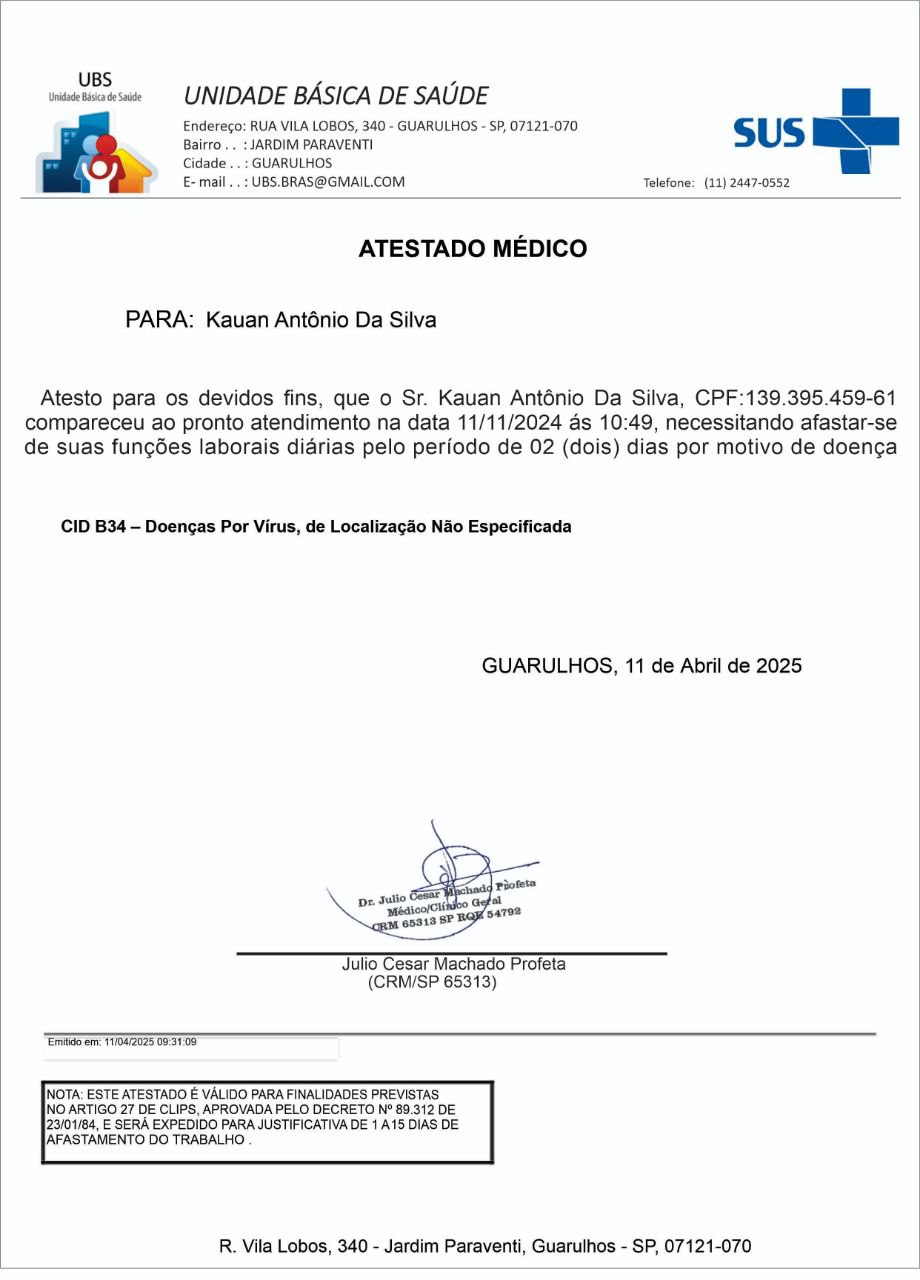 UBS
Unidade Básica de Saúde
UNIDADE BÁSICA DE SAÚDE
Endereço: RUA VILA LOBOS, 340 - GUARULHOS - SP, 07121-070
Bairro . . : JARDIM PARAVENTI
Cidade . . : GUARULHOS
E- mail . . : UBS.BRAS@GMAIL.COM
SUS
Telefone: (11) 2447-0552
ATESTADO MÉDICO
PARA: Kauan Antônio Da Silva
Atesto para os devidos fins, que o Sr. Kauan Antônio Da Silva, CPF:139.395.459-61
compareceu ao pronto atendimento na data 11/11/2024 ás 10:49, necessitando afastar-se
de suas funções laborais diárias pelo período de 02 (dois) dias por motivo de doença
CID B34 – Doenças Por Vírus, de Localização Não Especificada
GUARULHOS, 11 de Abril de 2025
Dr. Julio Cesar Machado Profeta
Médico/Clínico Geral
CRM 65313 SP RQE 54792
Julio Cesar Machado Profeta
(CRM/SP 65313)
Emitido em: 11/04/2025 09:31:09
NOTA: ESTE ATESTADO É VÁLIDO PARA FINALIDADES PREVISTAS
NO ARTIGO 27 DE CLIPS, APROVADA PELO DECRETO Nº 89.312 DE
23/01/84, E SERÁ EXPEDIDO PARA JUSTIFICATIVA DE 1 A15 DIAS DE
AFASTAMENTO DO TRABALHO .
R. Vila Lobos, 340 - Jardim Paraventi, Guarulhos - SP, 07121-070